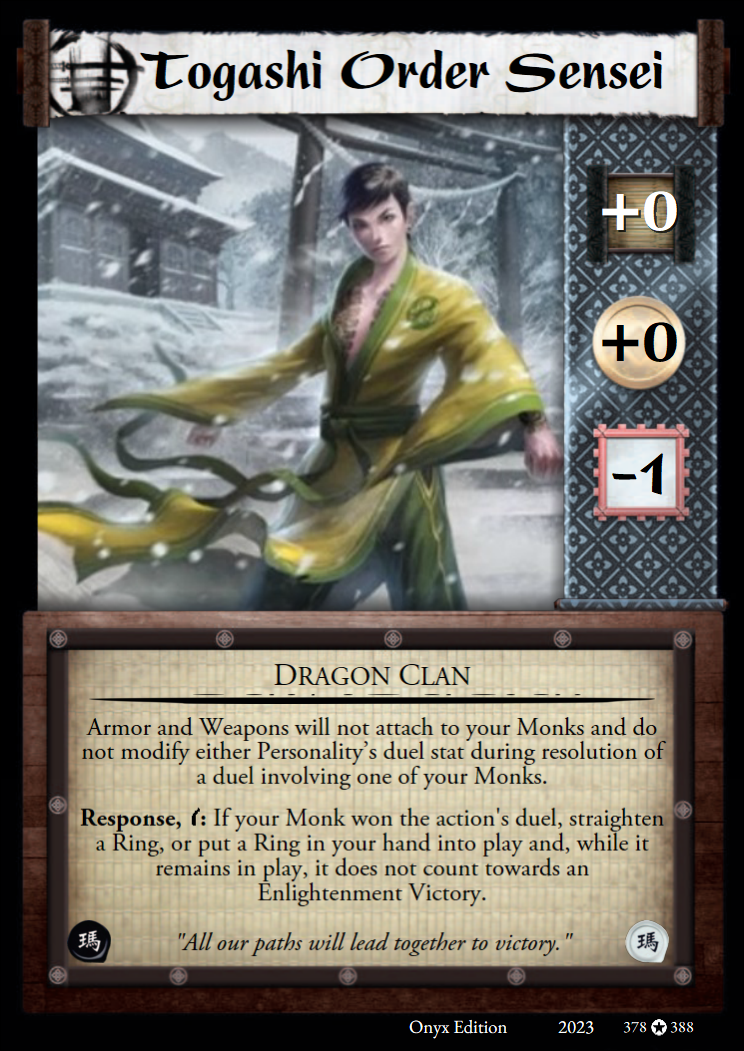 Togashi Order Sensei
+0
+0
-1
DRAGON CLAN
Armor and Weapons will not attach to your Monks and do
not modify either Personality's duel stat during resolution of
a duel involving one of your Monks.
Response, : If your Monk won the action's duel, straighten
a Ring, or put a Ring in your hand into play and, while it
remains in play, it does not count towards an
Enlightenment Victory.
瑪
"All our paths will lead together to victory."
瑪
Onyx Edition 2023 378 ✪ 388